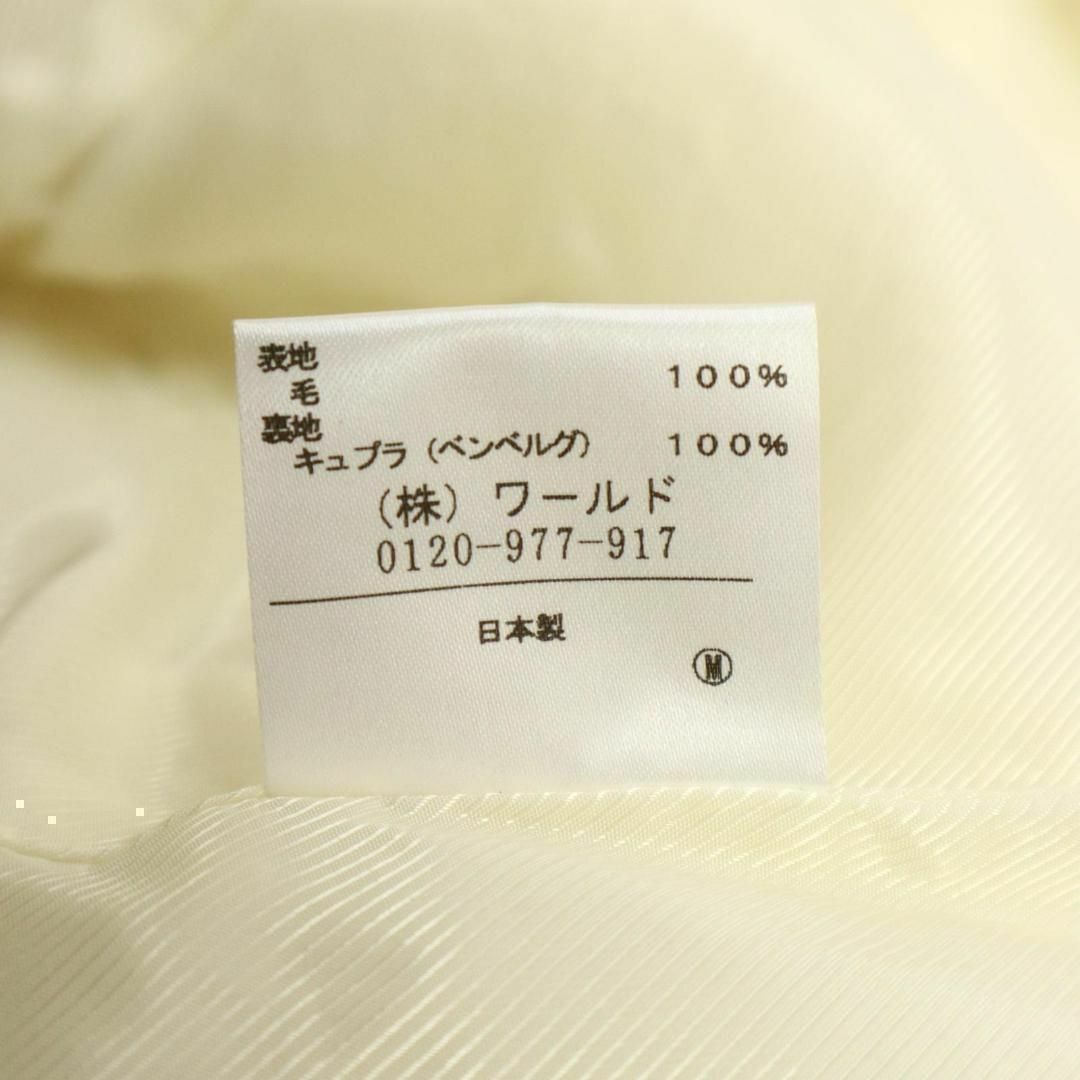 表地
毛 100%
裏地
キュプラ（ベンベルグ） 100%
（株）ワールド
0120-977-917
日本製
Ⓜ